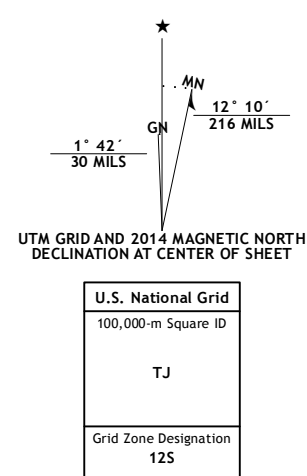 ★
MN
GN
12° 10´
216 MILS
1° 42´
30 MILS
UTM GRID AND 2014 MAGNETIC NORTH
DECLINATION AT CENTER OF SHEET
U.S. National Grid
100,000-m Square ID
TJ
Grid Zone Designation
12S